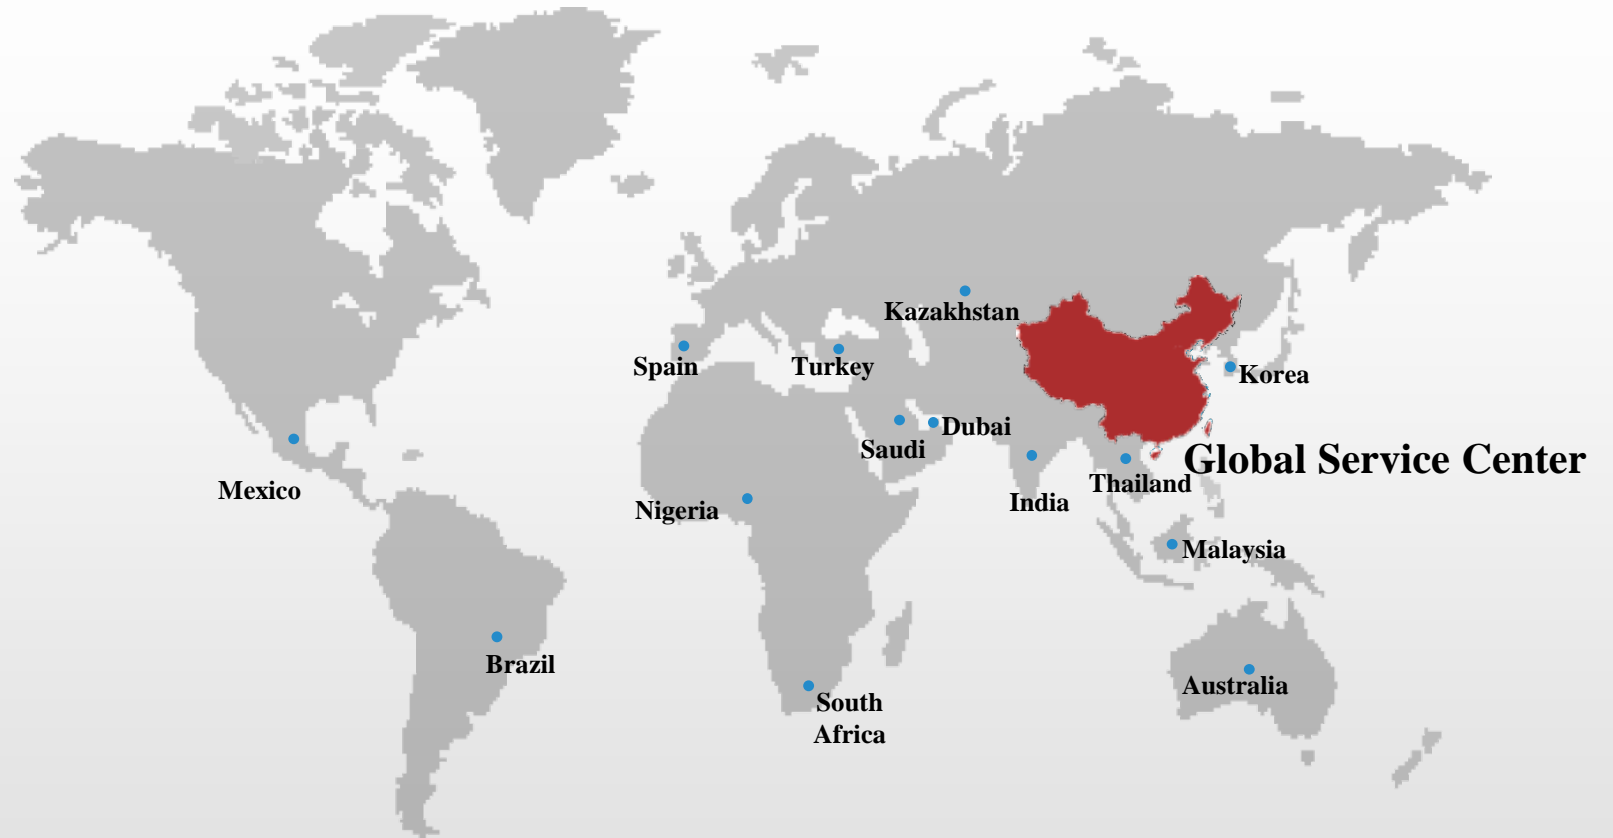 Kazakhstan
Spain
Turkey
Korea
Dubai
Saudi
Global Service Center
Thailand
Mexico
India
Nigeria
Malaysia
Brazil
Australia
South
Africa